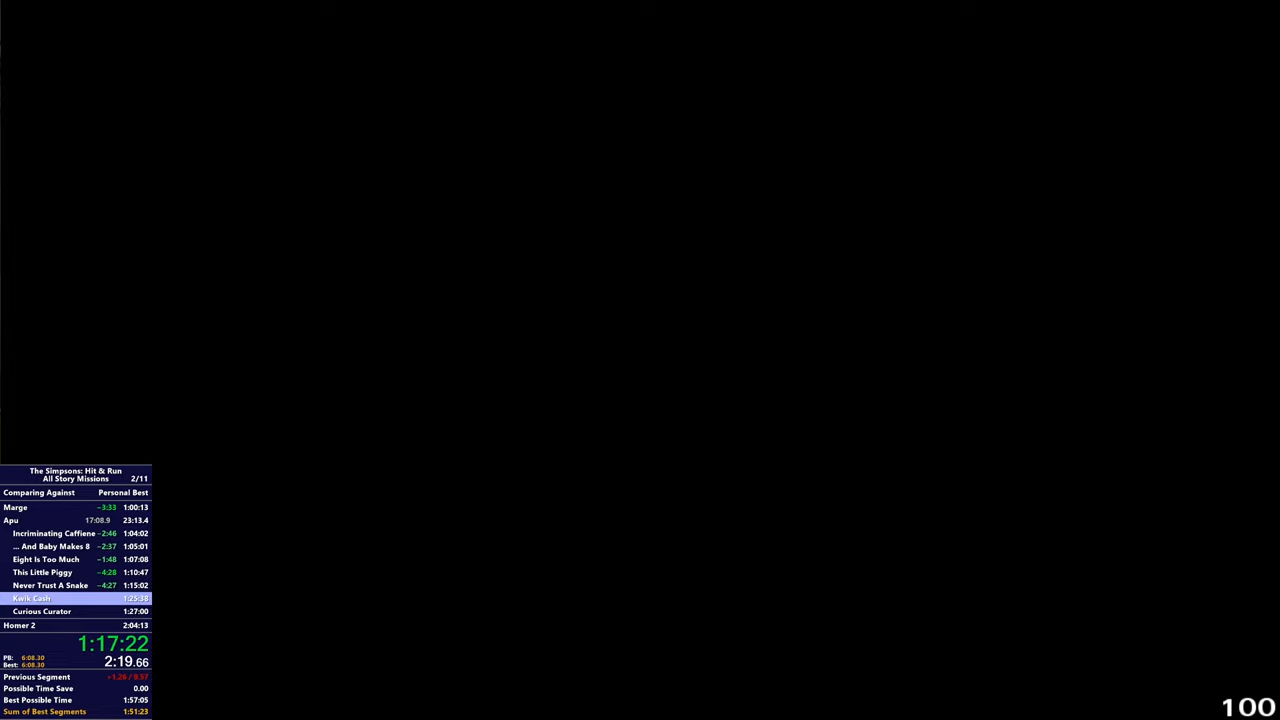 The Simpsons: Hit & Run
All Story Missions 2/11
Comparing Against Personal Best
Marge −3:33 1:00:13
Apu 17:08.9 23:13.4
Incriminating Caffiene −2:46 1:04:02
... And Baby Makes 8 −2:37 1:05:01
Eight Is Too Much −1:48 1:07:08
This Little Piggy −4:28 1:10:47
Never Trust A Snake −4:27 1:15:02
Kwik Cash 1:25:38
Curious Curator 1:27:00
Homer 2 2:04:13
1:17:22
PB: 6:08.30
Best: 6:08.30
2:19.66
Previous Segment +1.26 / 9.57
Possible Time Save 0.00
Best Possible Time 1:57:05
Sum of Best Segments 1:51:23
100